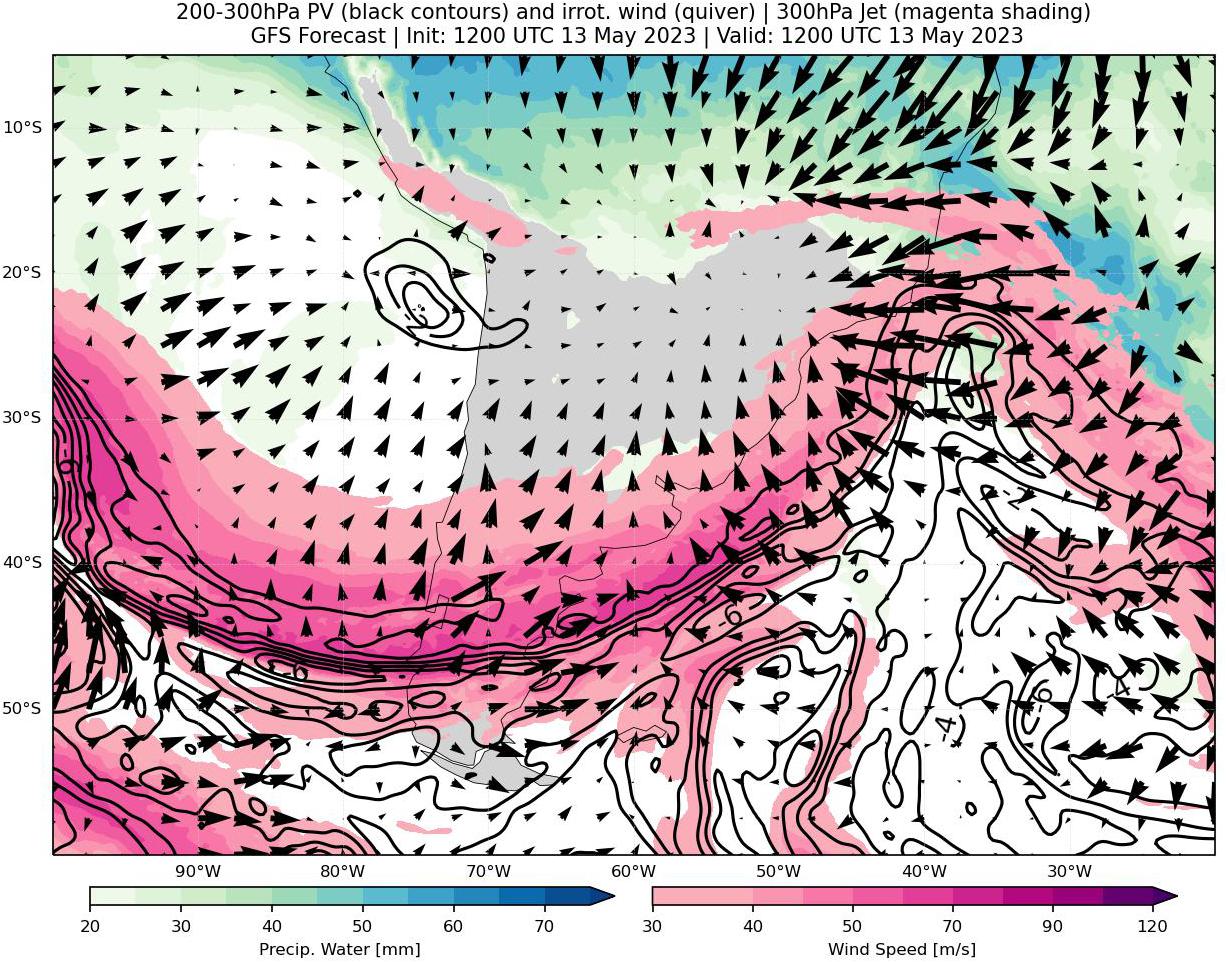 200-300hPa PV (black contours) and irrot. wind (quiver) | 300hPa Jet (magenta shading)
GFS Forecast | Init: 1200 UTC 13 May 2023 | Valid: 1200 UTC 13 May 2023
10°S
20°S
30°S
40°S
50°S
-6
-6
-4
-4
90°W 80°W 70°W 60°W 50°W 40°W 30°W
20 30 40 50 60 70
30 40 50 70 90 120
Precip. Water [mm]
Wind Speed [m/s]